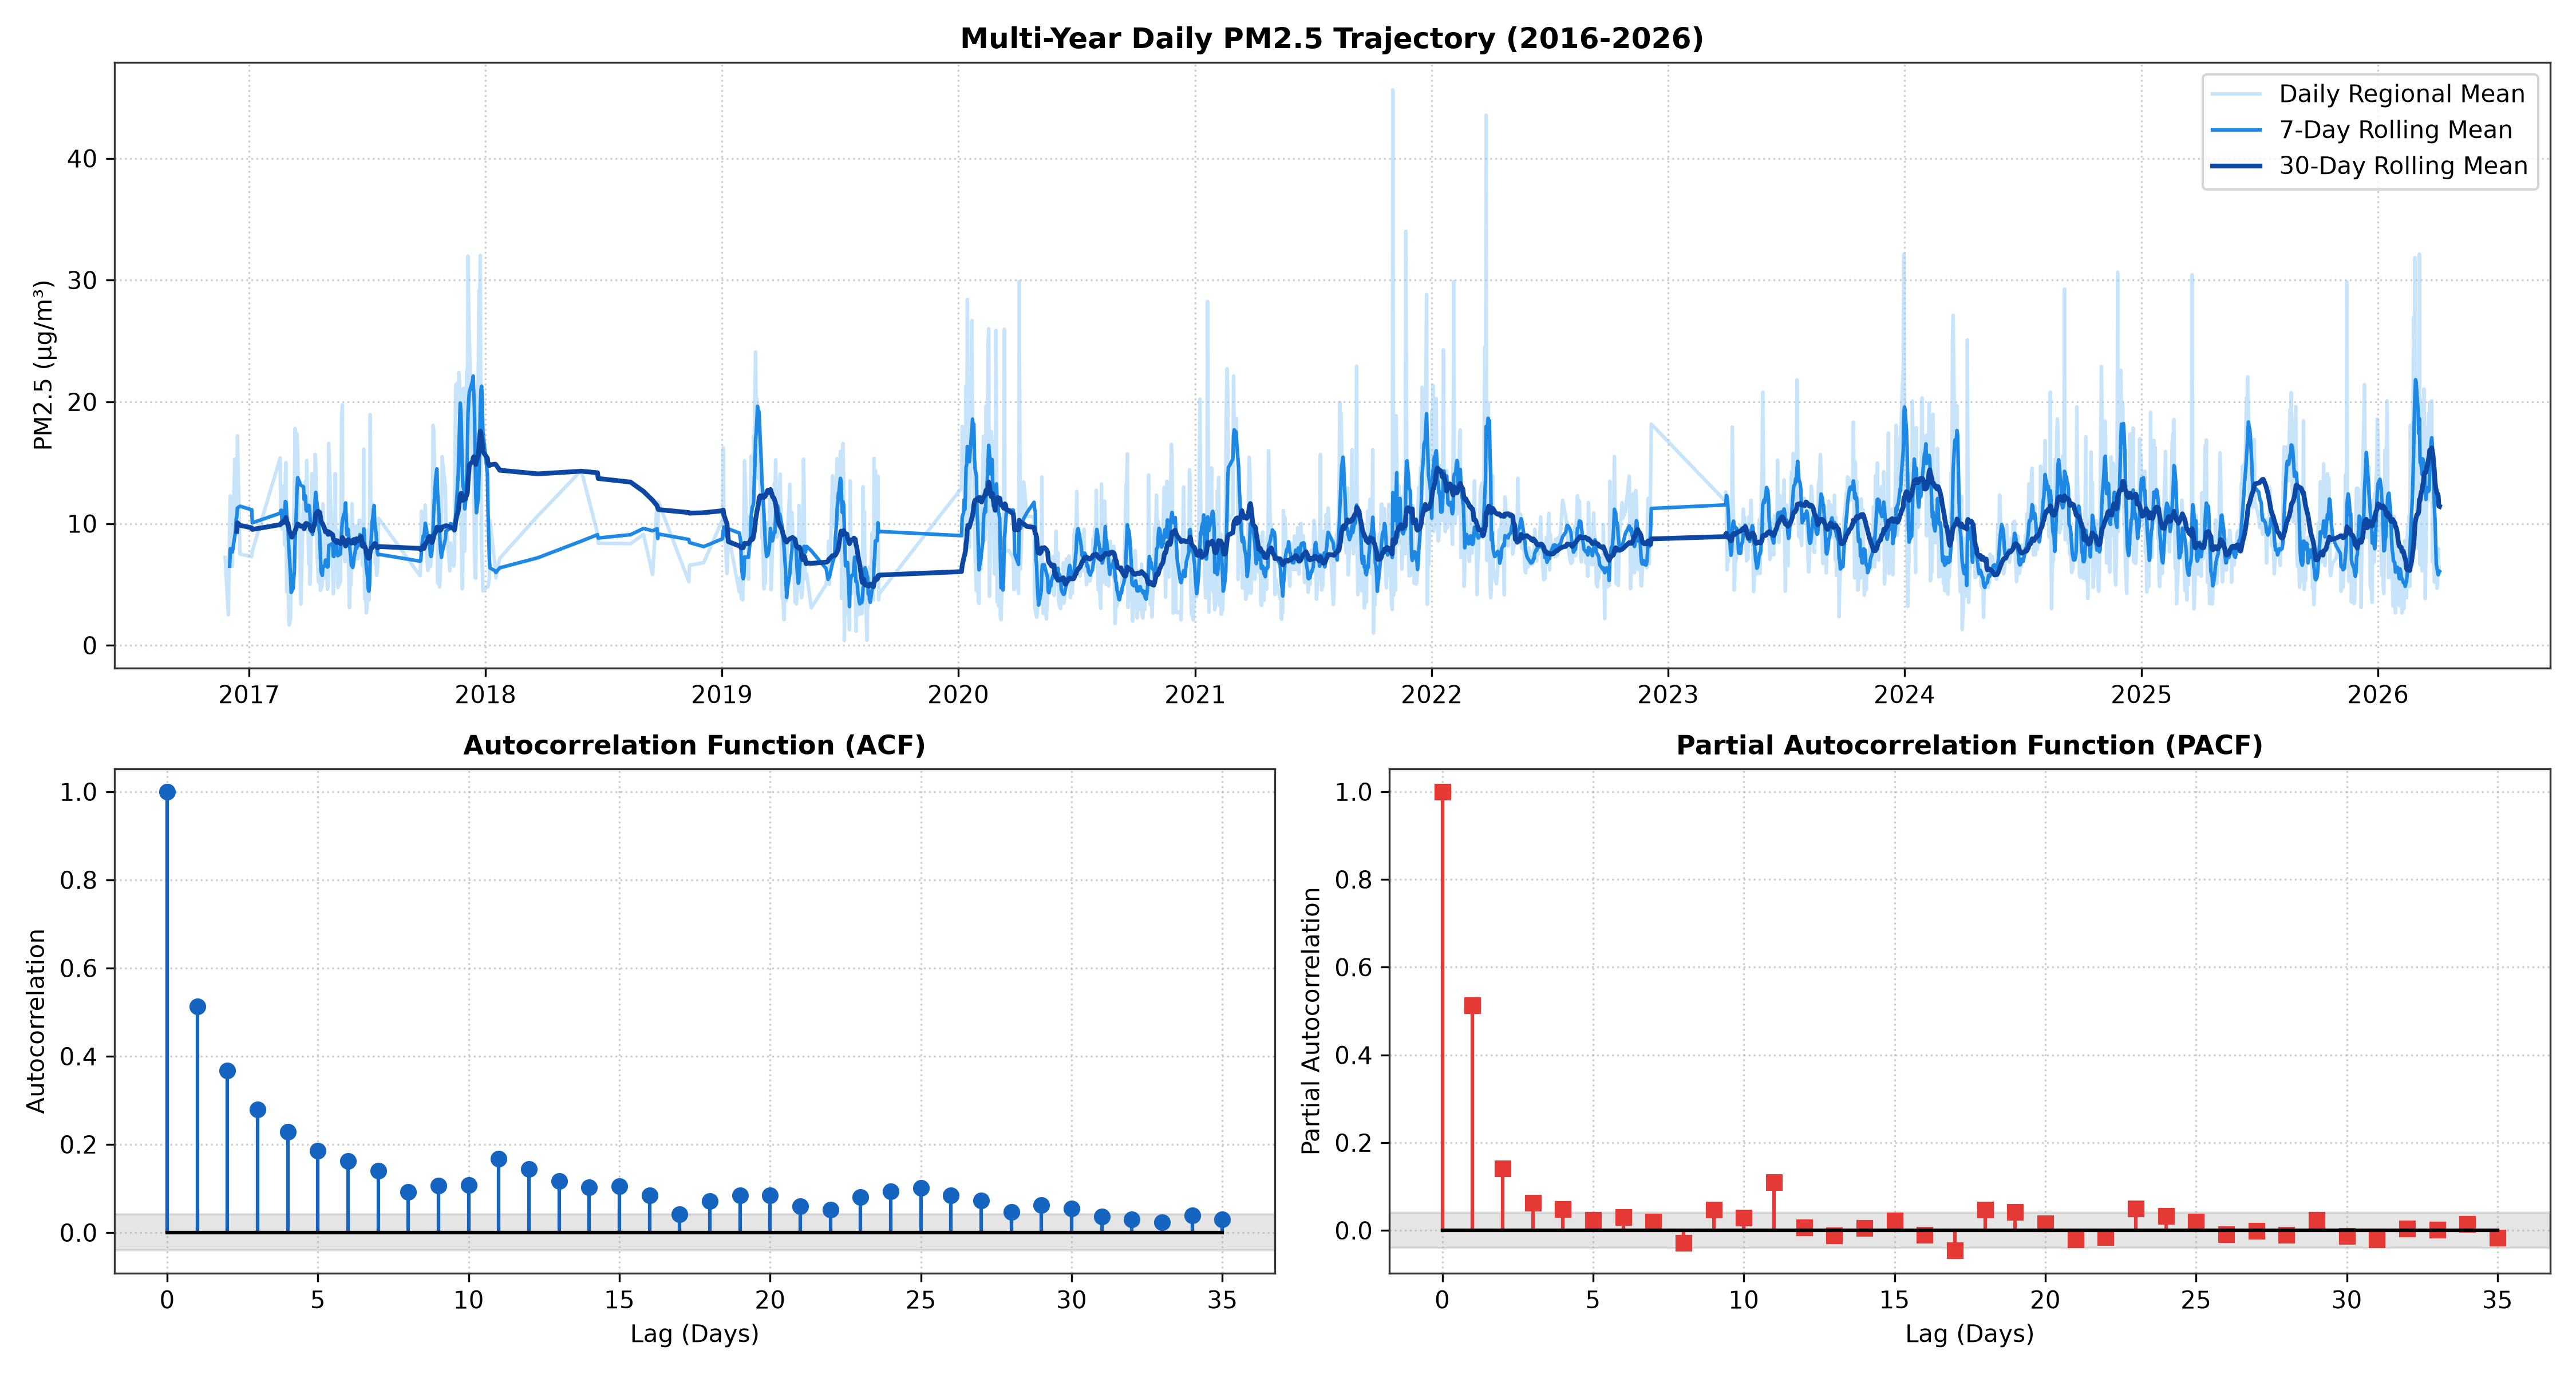 Multi-Year Daily PM2.5 Trajectory (2016-2026)
Daily Regional Mean
7-Day Rolling Mean
30-Day Rolling Mean
PM2.5 (µg/m³)
40
30
20
10
0
2017 2018 2019 2020 2021 2022 2023 2024 2025 2026
Autocorrelation Function (ACF)
Autocorrelation
1.0
0.8
0.6
0.4
0.2
0.0
0 5 10 15 20 25 30 35
Lag (Days)
Partial Autocorrelation Function (PACF)
Partial Autocorrelation
1.0
0.8
0.6
0.4
0.2
0.0
0 5 10 15 20 25 30 35
Lag (Days)